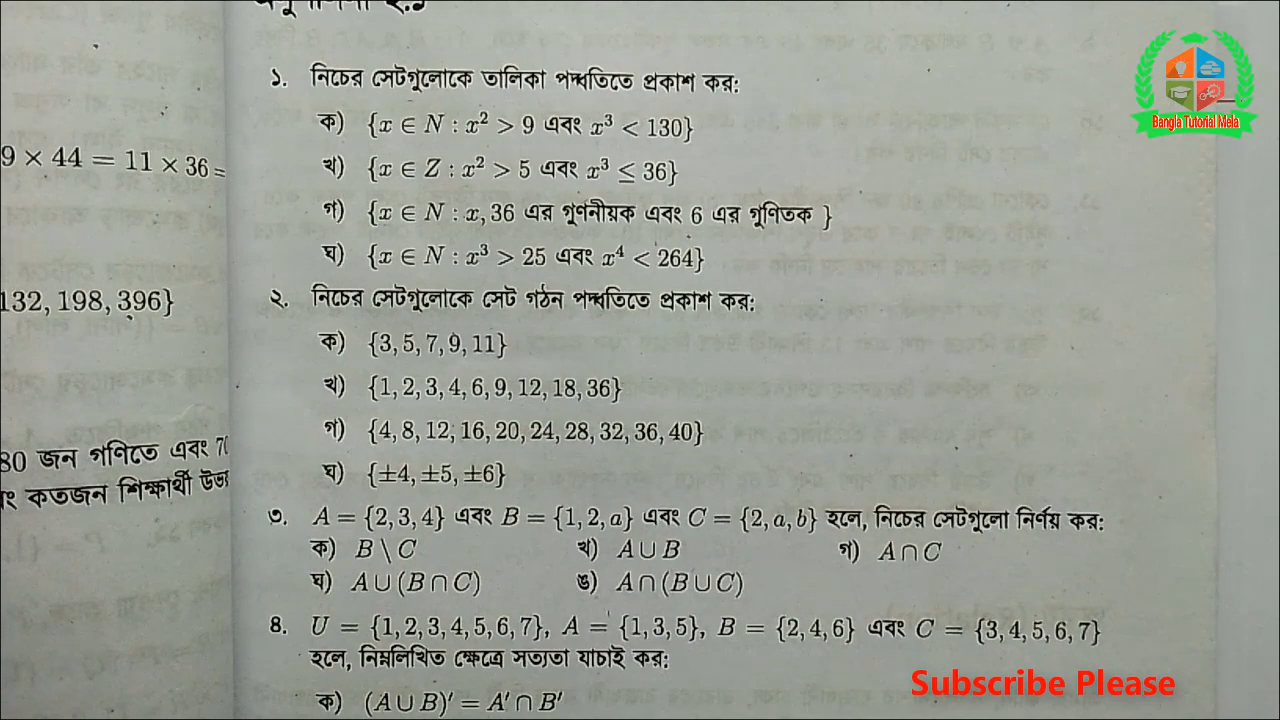 9 × 44 = 11 × 36 =
132, 198, 396}
80 জন গণিতে এবং
কতজন শিক্ষার্থী
১. নিচের সেটগুলোকে তালিকা পদ্ধতিতে প্রকাশ কর:
ক) {x ∈ N : x² > 9 এবং x³ < 130}
খ) {x ∈ Z : x² > 5 এবং x³ ≤ 36}
গ) {x ∈ N : x, 36 এর গুণনীয়ক এবং 6 এর গুণিতক }
ঘ) {x ∈ N : x³ > 25 এবং x⁴ < 264}
২. নিচের সেটগুলোকে সেট গঠন পদ্ধতিতে প্রকাশ কর:
ক) {3, 5, 7, 9, 11}
খ) {1, 2, 3, 4, 6, 9, 12, 18, 36}
গ) {4, 8, 12, 16, 20, 24, 28, 32, 36, 40}
ঘ) {±4, ±5, ±6}
৩. A = {2, 3, 4} এবং B = {1, 2, a} এবং C = {2, a, b} হলে, নিচের সেটগুলো নির্ণয় কর:
ক) B \ C খ) A ∪ B গ) A ∩ C
ঘ) A ∪ (B ∩ C) ঙ) A ∩ (B ∪ C)
৪. U = {1, 2, 3, 4, 5, 6, 7}, A = {1, 3, 5}, B = {2, 4, 6} এবং C = {3, 4, 5, 6, 7}
হলে, নিম্নলিখিত ক্ষেত্রে সত্যতা যাচাই কর:
ক) (A ∪ B)′ = A′ ∩ B′
Bangla Tutorial Mela
Subscribe Please